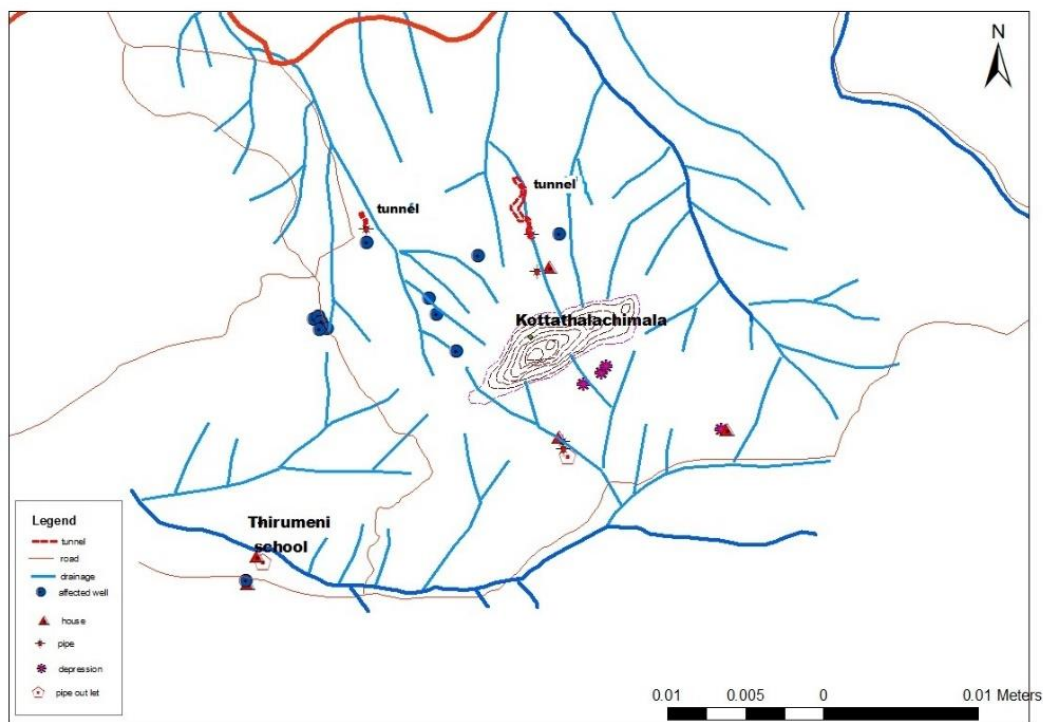 N
tunnel
tunnel
Kottathalachimala
Thirumeni
school
Legend
tunnel
road
drainage
affected well
house
pipe
depression
pipe out let
0.01 0.005 0 0.01 Meters